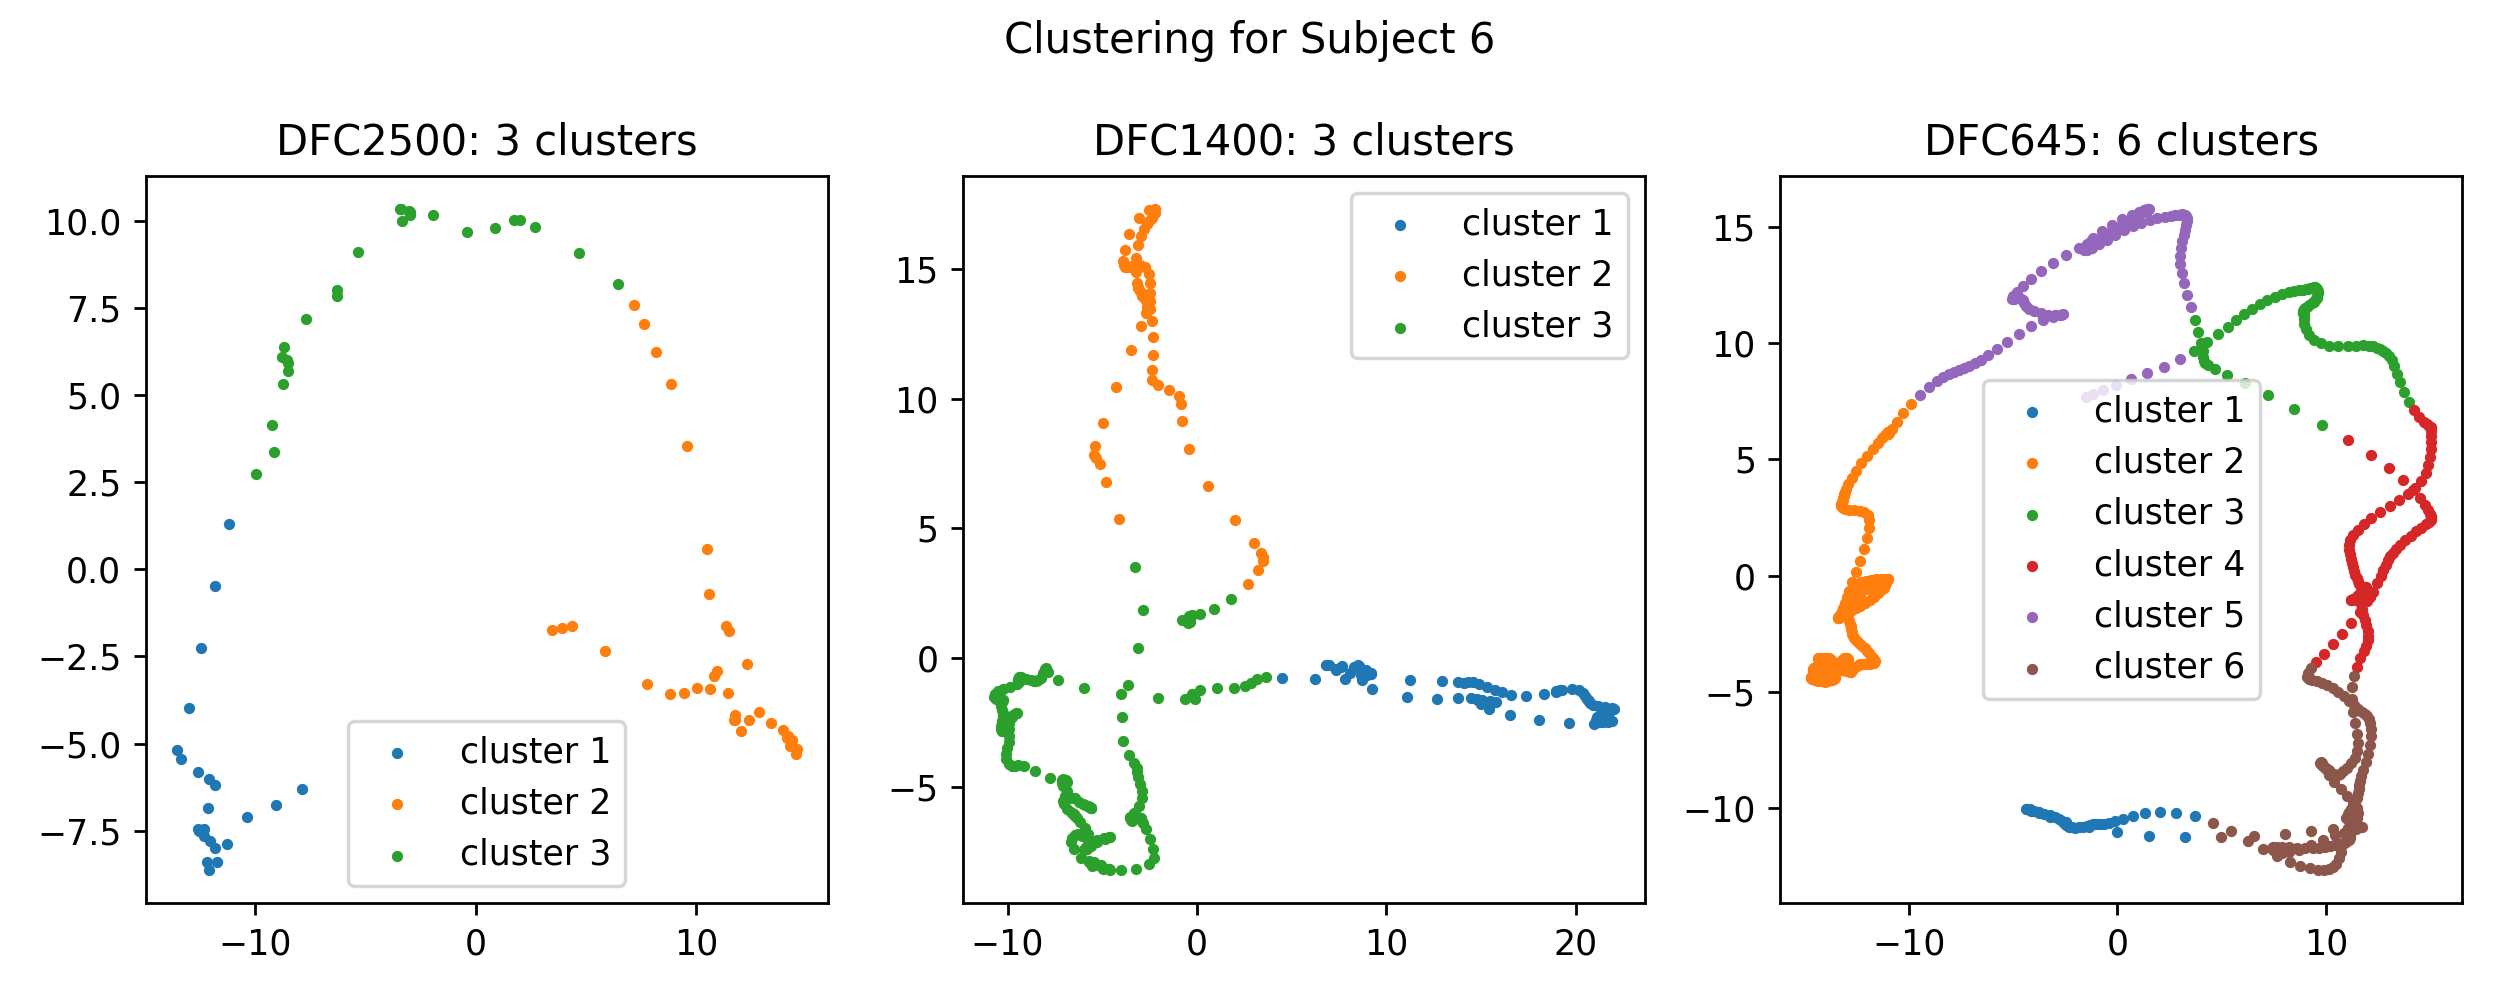 Clustering for Subject 6
DFC2500: 3 clusters
10.0
7.5
5.0
2.5
0.0
−2.5
−5.0
−7.5
−10
0
10
cluster 1
cluster 2
cluster 3
DFC1400: 3 clusters
15
10
5
0
−5
−10
0
10
20
cluster 1
cluster 2
cluster 3
DFC645: 6 clusters
15
10
5
0
−5
−10
−10
0
10
cluster 1
cluster 2
cluster 3
cluster 4
cluster 5
cluster 6